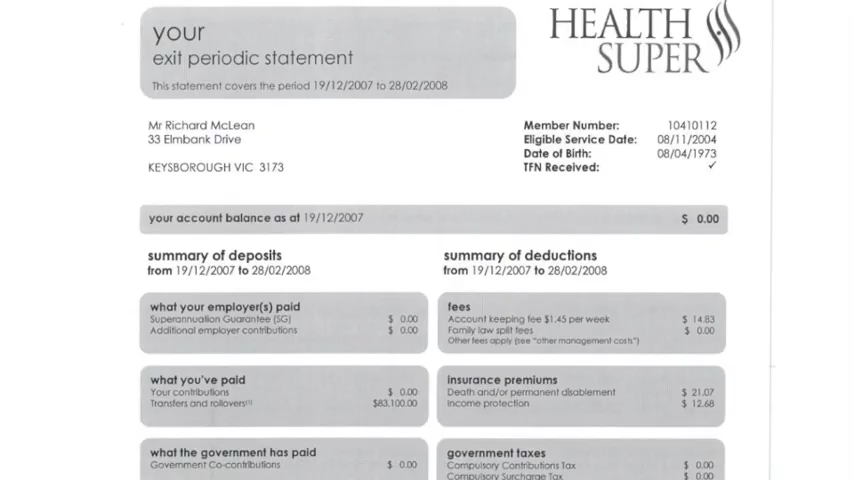 your
exit periodic statement
This statement covers the period 19/12/2007 to 28/02/2008
HEALTH
SUPER
Mr Richard McLean
33 Elmbank Drive
KEYSBOROUGH VIC 3173
Member Number: 10410112
Eligible Service Date: 08/11/2004
Date of Birth: 08/04/1973
TFN Received: ✓
your account balance as at 19/12/2007 $ 0.00
summary of deposits
from 19/12/2007 to 28/02/2008
what your employer(s) paid
Superannuation Guarantee (SG) $ 0.00
Additional employer contributions $ 0.00
what you've paid
Your contributions $ 0.00
Transfers and rollovers(1) $83,100.00
what the government has paid
Government Co-contributions $ 0.00
summary of deductions
from 19/12/2007 to 28/02/2008
fees
Account keeping fee $1.45 per week $ 14.83
Family law split fees $ 0.00
Other fees apply (see "other management costs")
insurance premiums
Death and/or permanent disablement $ 21.07
Income protection $ 12.68
government taxes
Compulsory Contributions Tax $ 0.00
Compulsory Surcharge Tax $ 0.00